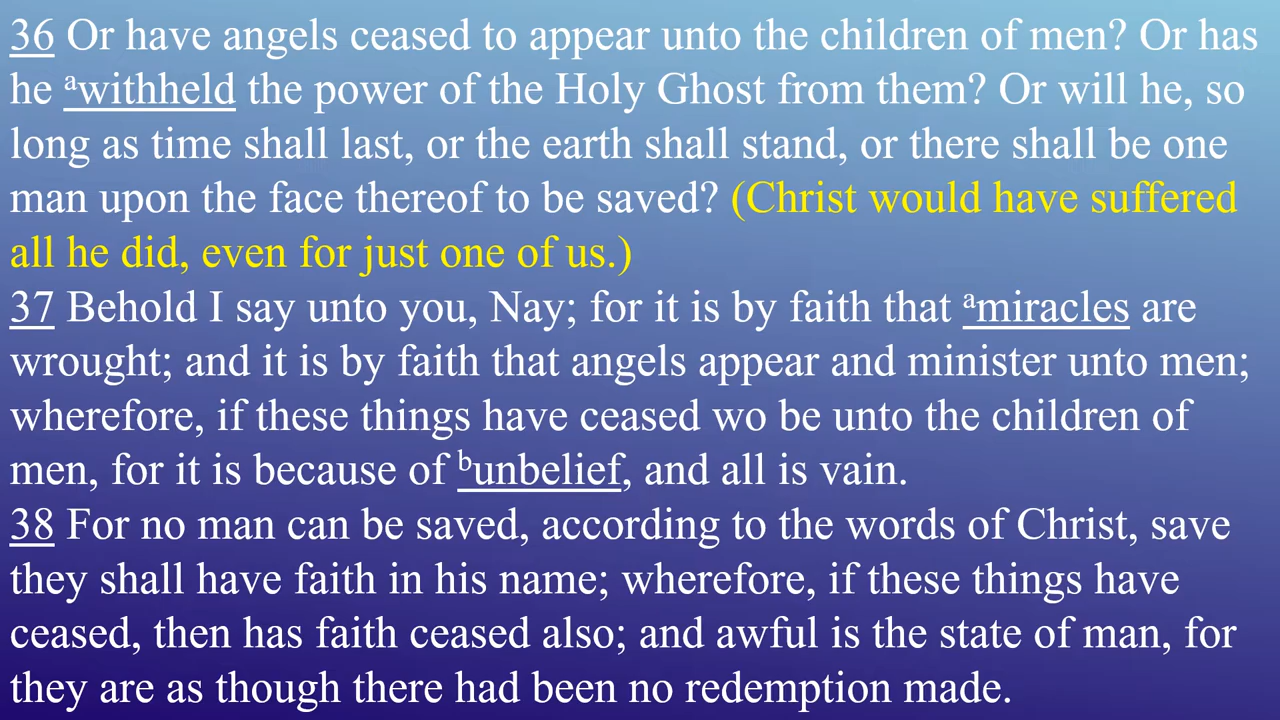 36 Or have angels ceased to appear unto the children of men? Or has
he ᵃwithheld the power of the Holy Ghost from them? Or will he, so
long as time shall last, or the earth shall stand, or there shall be one
man upon the face thereof to be saved? (Christ would have suffered
all he did, even for just one of us.)
37 Behold I say unto you, Nay; for it is by faith that ᵃmiracles are
wrought; and it is by faith that angels appear and minister unto men;
wherefore, if these things have ceased wo be unto the children of
men, for it is because of ᵇunbelief, and all is vain.
38 For no man can be saved, according to the words of Christ, save
they shall have faith in his name; wherefore, if these things have
ceased, then has faith ceased also; and awful is the state of man, for
they are as though there had been no redemption made.